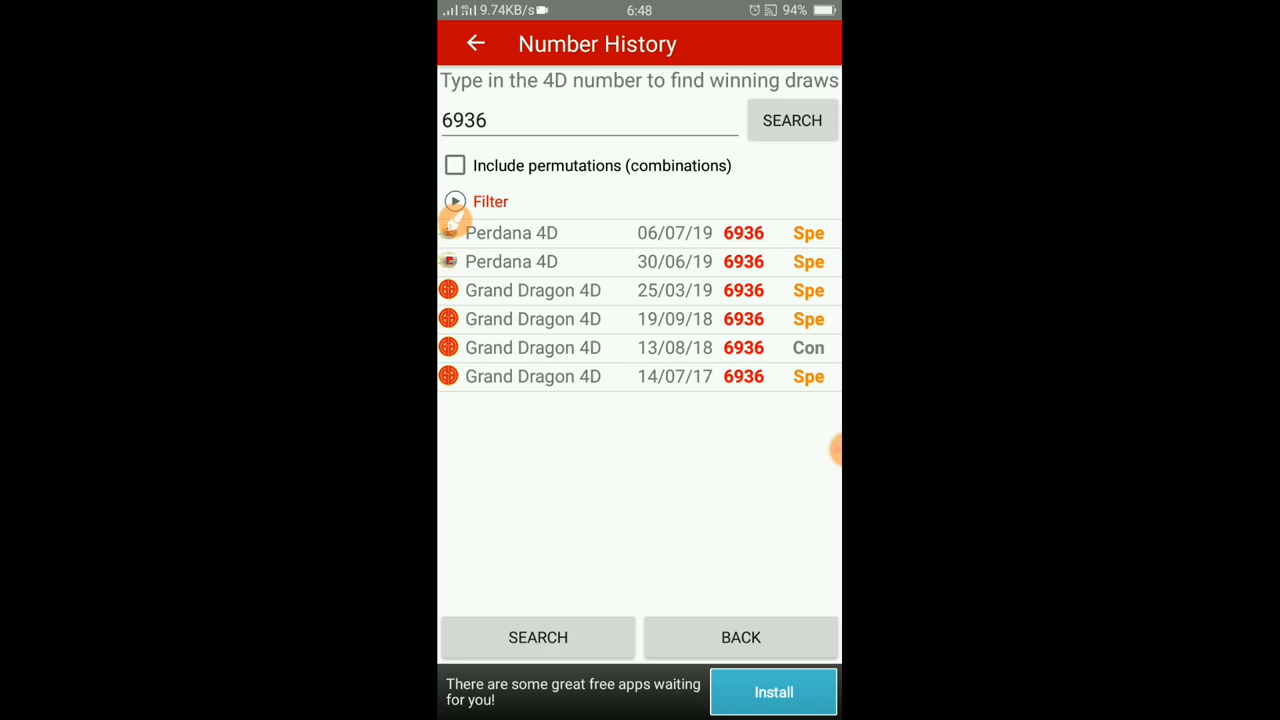 9.74KB/s 6:48 94%
Number History
Type in the 4D number to find winning draws
6936 SEARCH
Include permutations (combinations)
Filter
Perdana 4D 06/07/19 6936 Spe
Perdana 4D 30/06/19 6936 Spe
Grand Dragon 4D 25/03/19 6936 Spe
Grand Dragon 4D 19/09/18 6936 Spe
Grand Dragon 4D 13/08/18 6936 Con
Grand Dragon 4D 14/07/17 6936 Spe
SEARCH BACK
There are some great free apps waiting
for you!
Install